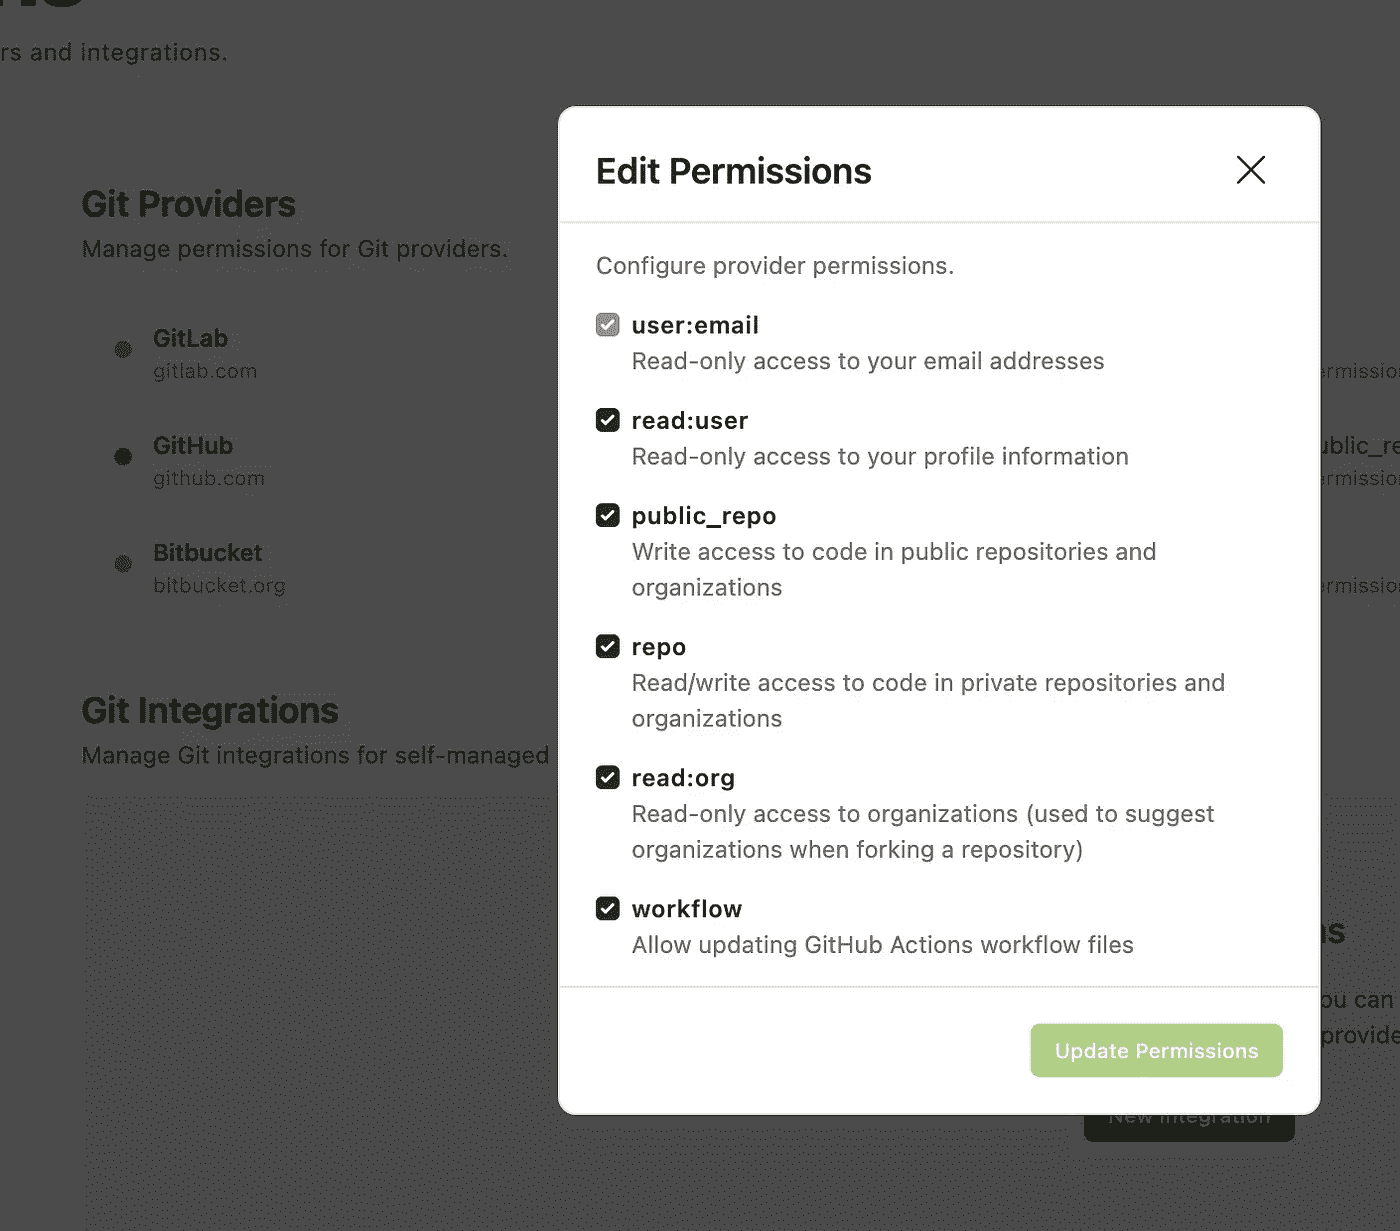 rs and integrations.
Git Providers
Manage permissions for Git providers.
GitLab
gitlab.com
GitHub
github.com
Bitbucket
bitbucket.org
Git Integrations
Manage Git integrations for self-managed
Edit Permissions
Configure provider permissions.
user:email
Read-only access to your email addresses
read:user
Read-only access to your profile information
public_repo
Write access to code in public repositories and
organizations
repo
Read/write access to code in private repositories and
organizations
read:org
Read-only access to organizations (used to suggest
organizations when forking a repository)
workflow
Allow updating GitHub Actions workflow files
Update Permissions
ou can
provide
New Integration